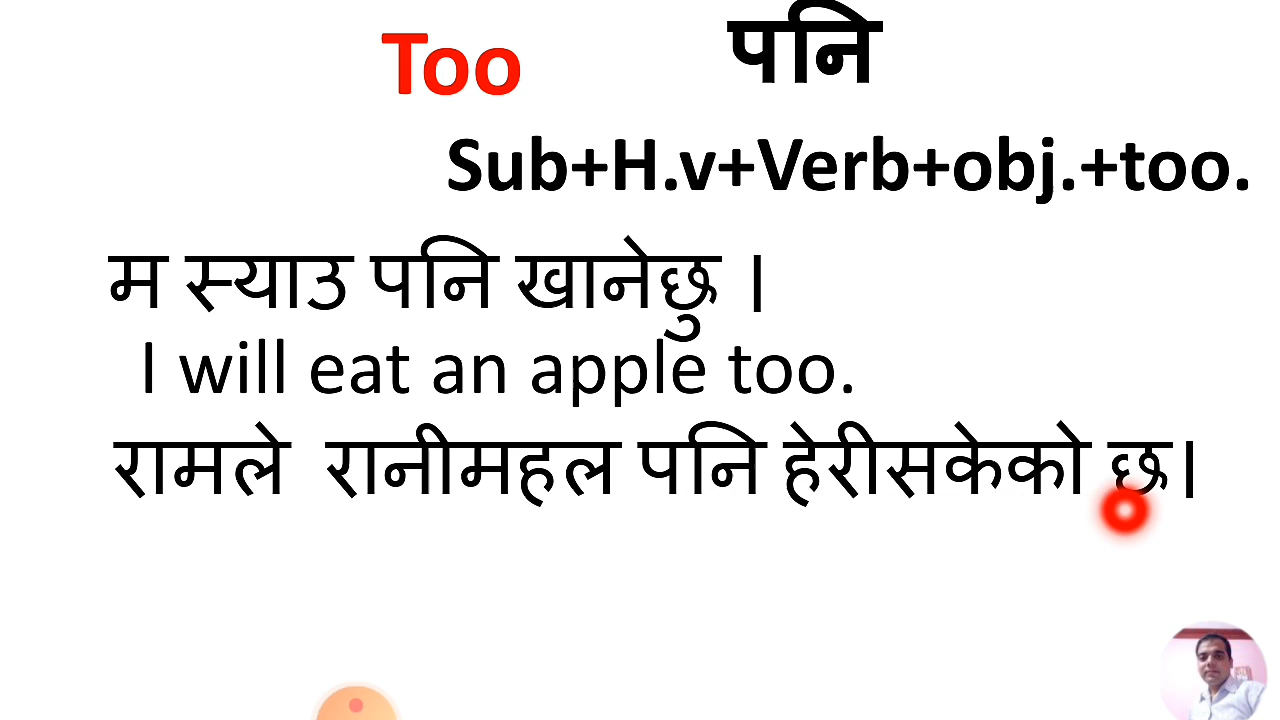 Too पनि
Sub+H.v+Verb+obj.+too.
म स्याउ पनि खानेछु ।
I will eat an apple too.
रामले रानीमहल पनि हेरीसकेको छ।